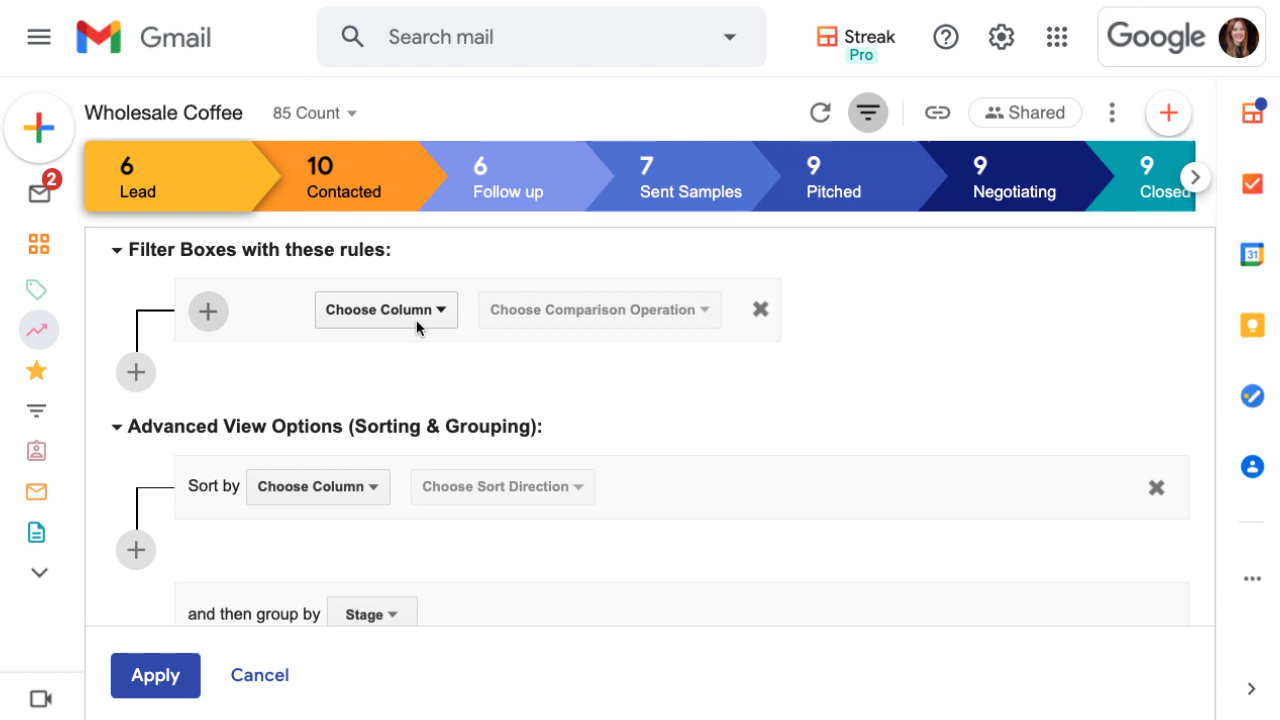 Gmail
Search mail
Streak
Pro
Google
Wholesale Coffee
85 Count
Shared
6
Lead
10
Contacted
6
Follow up
7
Sent Samples
9
Pitched
9
Negotiating
9
Closed
2
31
Filter Boxes with these rules:
Choose Column
Choose Comparison Operation
Advanced View Options (Sorting & Grouping):
Sort by Choose Column
Choose Sort Direction
and then group by Stage
Apply
Cancel